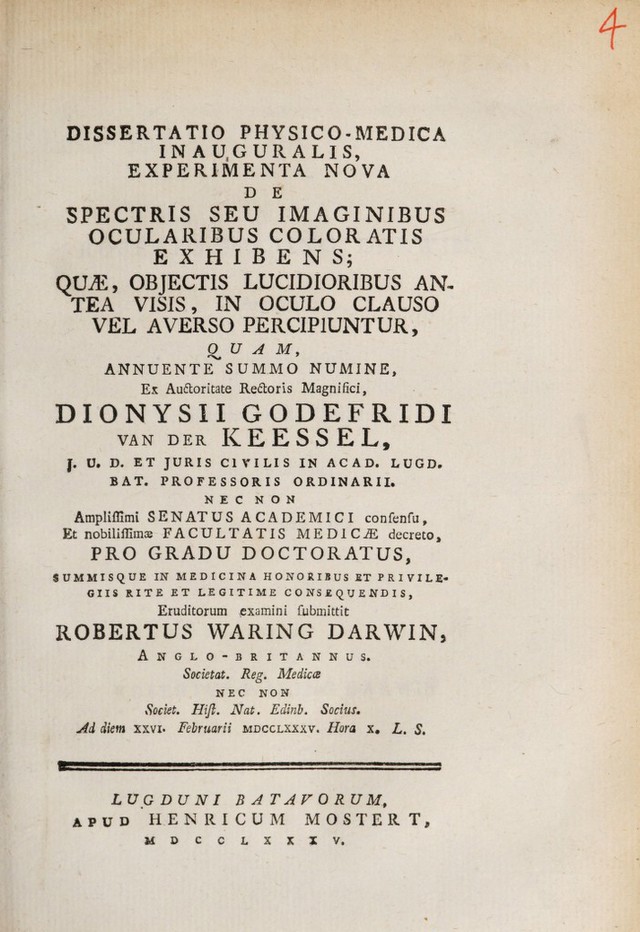 4
DISSERTATIO PHYSICO-MEDICA
INAUGURALIS,
EXPERIMENTA NOVA
DE
SPECTRIS SEU IMAGINIBUS
OCULARIBUS COLORATIS
EXHIBENS;
QUÆ, OBJECTIS LUCIDIORIBUS AN-
TEA VISIS, IN OCULO CLAUSO
VEL AVERSO PERCIPIUNTUR,
QUAM,
ANNUENTE SUMMO NUMINE,
Ex Auctoritate Rectoris Magnifici,
DIONYSII GODEFRIDI
VAN DER KEESSEL,
J. U. D. ET JURIS CIVILIS IN ACAD. LUGD.
BAT. PROFESSORIS ORDINARII.
NEC NON
Ampliſſimi SENATUS ACADEMICI conſenſu,
Et nobiliſſimæ FACULTATIS MEDICÆ decreto,
PRO GRADU DOCTORATUS,
SUMMISQUE IN MEDICINA HONORIBUS ET PRIVILE-
GIIS RITE ET LEGITIME CONSEQUENDIS,
Eruditorum examini ſubmittit
ROBERTUS WARING DARWIN,
ANGLO-BRITANNUS.
Societat. Reg. Medicæ
NEC NON
Societ. Hiſt. Nat. Edinb. Socius.
Ad diem XXVI. Februarii MDCCLXXXV. Hora X. L. S.
LUGDUNI BATAVORUM,
APUD HENRICUM MOSTERT,
MDCCLXXXV.